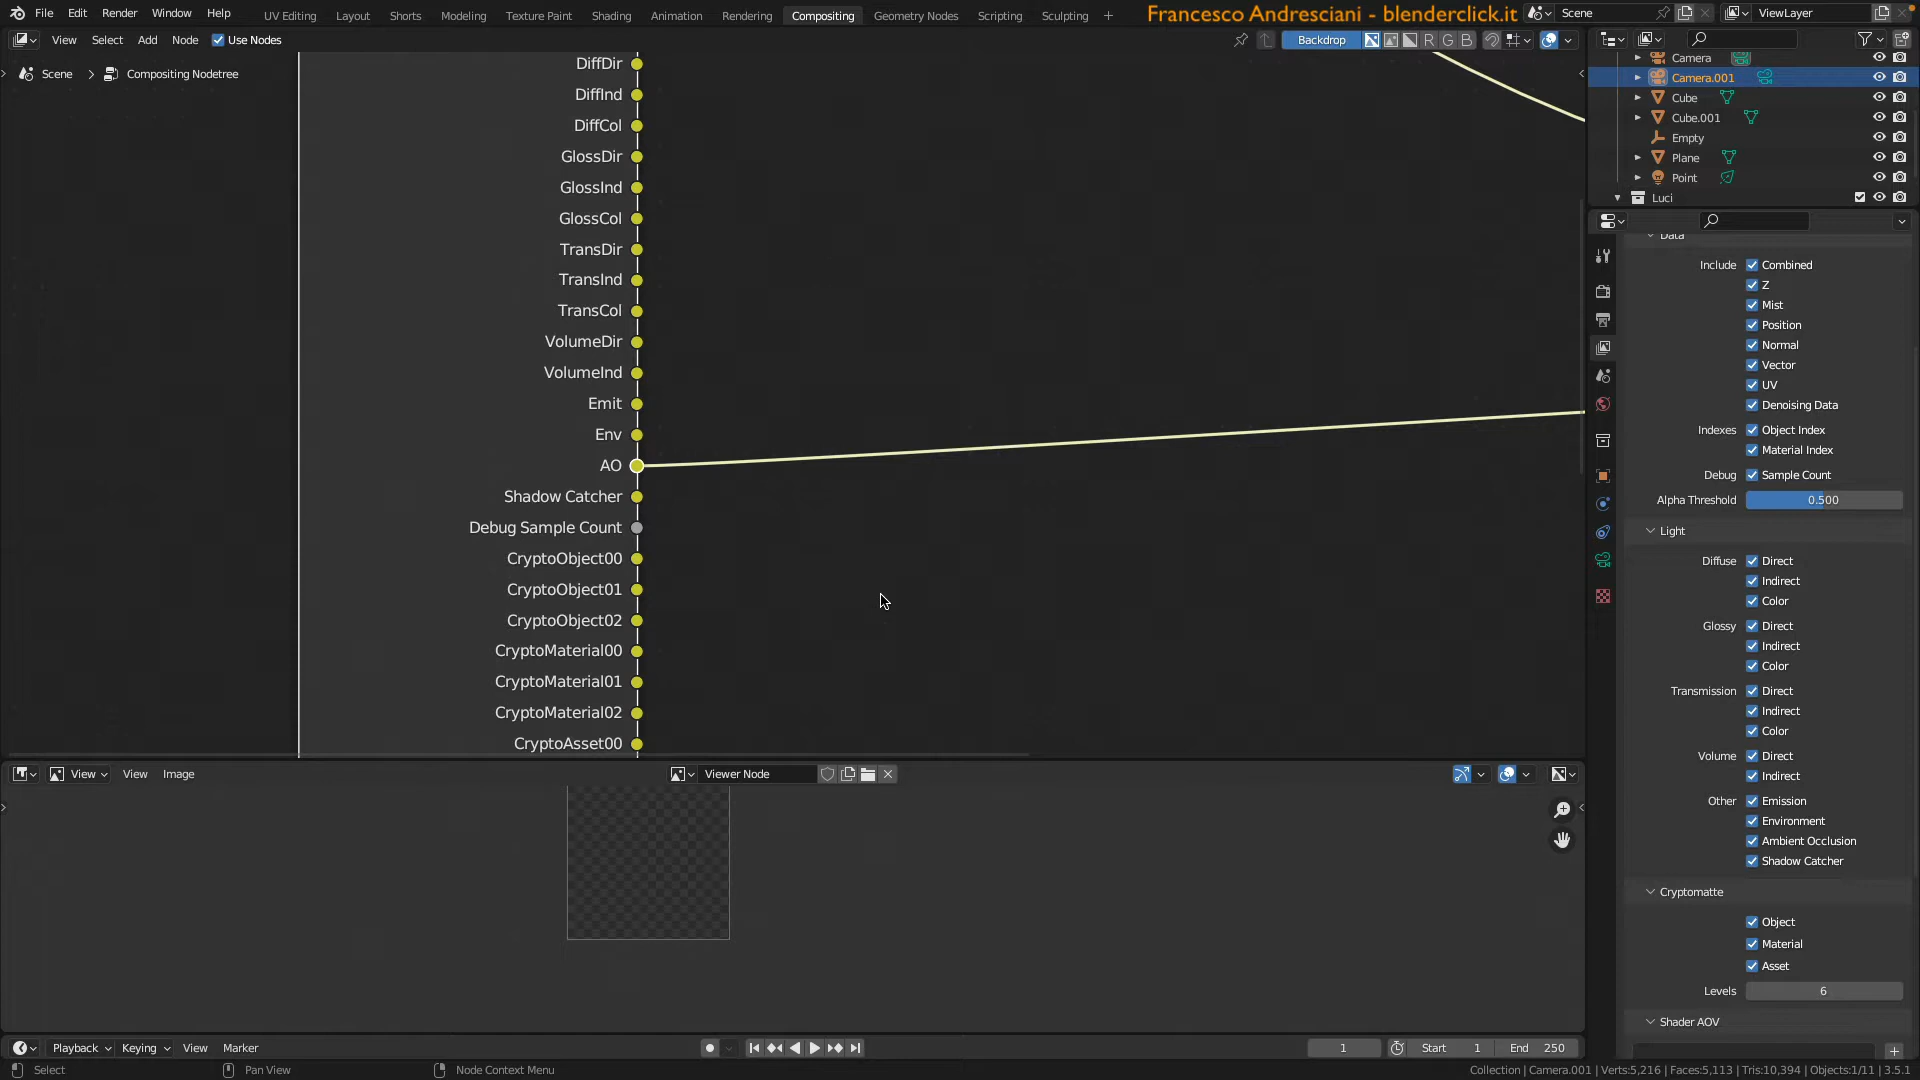 File Edit Render Window Help UV Editing Layout Shorts Modeling Texture Paint Shading Animation Rendering Compositing Geometry Nodes Scripting Sculpting + Francesco Andresciani - blenderclick.it Scene ViewLayer
View Select Add Node Use Nodes Backdrop R G B
Scene Compositing Nodetree
DiffDir
DiffInd
DiffCol
GlossDir
GlossInd
GlossCol
TransDir
TransInd
TransCol
VolumeDir
VolumeInd
Emit
Env
AO
Shadow Catcher
Debug Sample Count
CryptoObject00
CryptoObject01
CryptoObject02
CryptoMaterial00
CryptoMaterial01
CryptoMaterial02
CryptoAsset00
Camera
Camera.001
Cube
Cube.001
Empty
Plane
Point
Luci
Data
Include Combined
Z
Mist
Position
Normal
Vector
UV
Denoising Data
Indexes Object Index
Material Index
Debug Sample Count
Alpha Threshold 0.500
Light
Diffuse Direct
Indirect
Color
Glossy Direct
Indirect
Color
Transmission Direct
Indirect
Color
Volume Direct
Indirect
Other Emission
Environment
Ambient Occlusion
Shadow Catcher
Cryptomatte
Object
Material
Asset
Levels 6
Shader AOV
View View Image Viewer Node
Playback Keying View Marker 1 Start 1 End 250
Select Pan View Node Context Menu Collection | Camera.001 | Verts:5,216 | Faces:5,113 | Tris:10,394 | Objects:1/11 | 3.5.1